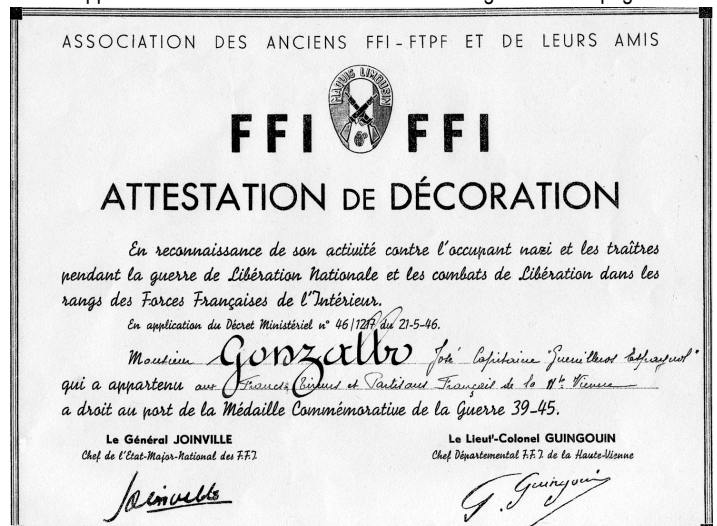 ASSOCIATION DES ANCIENS FFI-FTPF ET DE LEURS AMIS
MAQUIS LIMOUSIN
FFI FFI
ATTESTATION DE DÉCORATION
En reconnaissance de son activité contre l'occupant nazi et les traîtres
pendant la guerre de Libération Nationale et les combats de Libération dans les
rangs des Forces Françaises de l'Intérieur.
En application du Décret Ministériel n° 46/1217 du 21-5-46.
Monsieur Gonzalbo José Capitaine "Guerilleros Espagnol"
qui a appartenu aux Francs Tireurs et Partisans Français de la Hte Vienne
a droit au port de la Médaille Commémorative de la Guerre 39-45.
Le Général JOINVILLE
Chef de l'État-Major-National des F.F.I
Joinville
Le Lieut'-Colonel GUINGOUIN
Chef Départemental F.F.I. de la Haute-Vienne
G. Guingouin